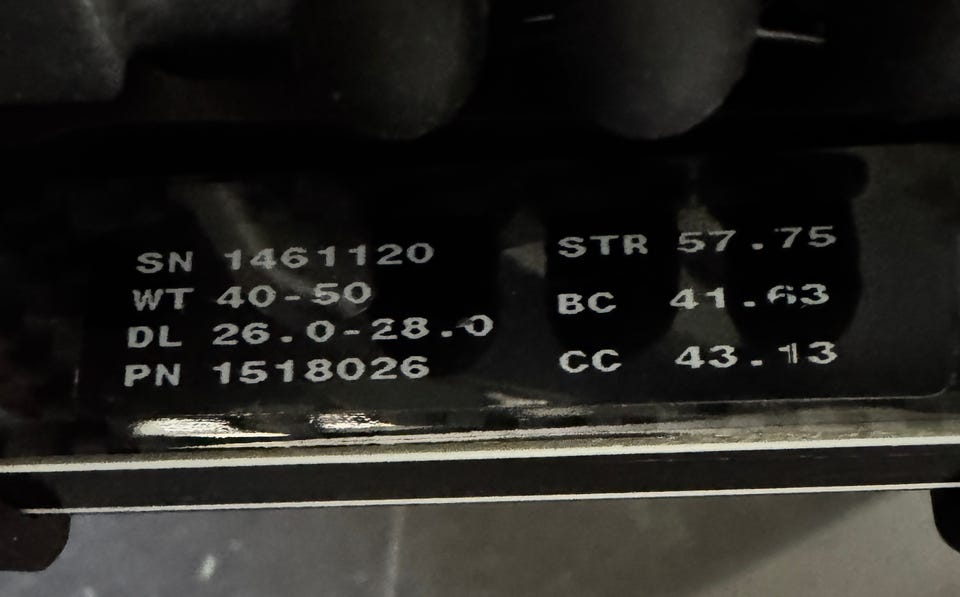 SN 1461120
WT 40-50
DL 26.0-28.0
PN 1518026
STR 57.75
BC 41.63
CC 43.13